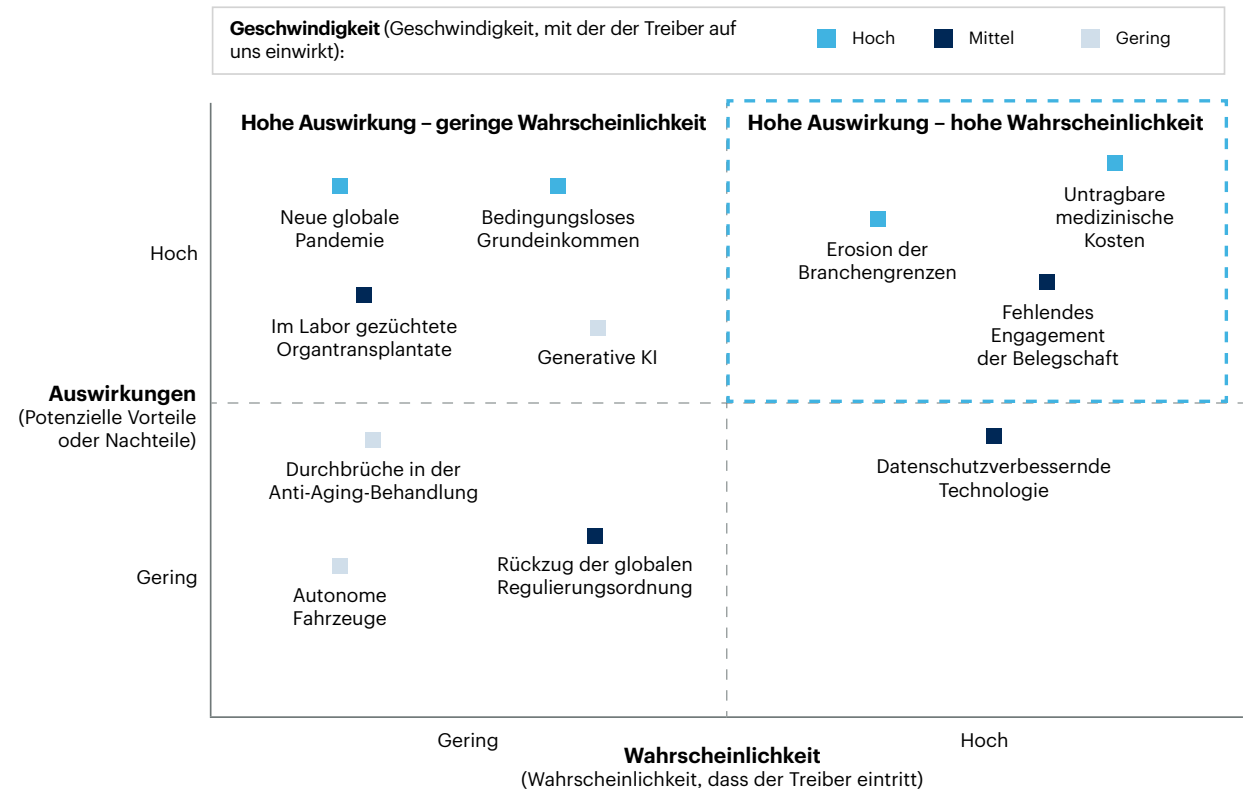 Geschwindigkeit (Geschwindigkeit, mit der der Treiber auf
uns einwirkt):
Hoch
Mittel
Gering
Hohe Auswirkung – geringe Wahrscheinlichkeit
Hohe Auswirkung – hohe Wahrscheinlichkeit
Neue globale
Pandemie
Bedingungsloses
Grundeinkommen
Untragbare
medizinische
Kosten
Erosion der
Branchengrenzen
Hoch
Im Labor gezüchtete
Organtransplantate
Generative KI
Fehlendes
Engagement
der Belegschaft
Auswirkungen
(Potenzielle Vorteile
oder Nachteile)
Durchbrüche in der
Anti-Aging-Behandlung
Datenschutzverbessernde
Technologie
Gering
Autonome
Fahrzeuge
Rückzug der globalen
Regulierungsordnung
Gering
Hoch
Wahrscheinlichkeit
(Wahrscheinlichkeit, dass der Treiber eintritt)